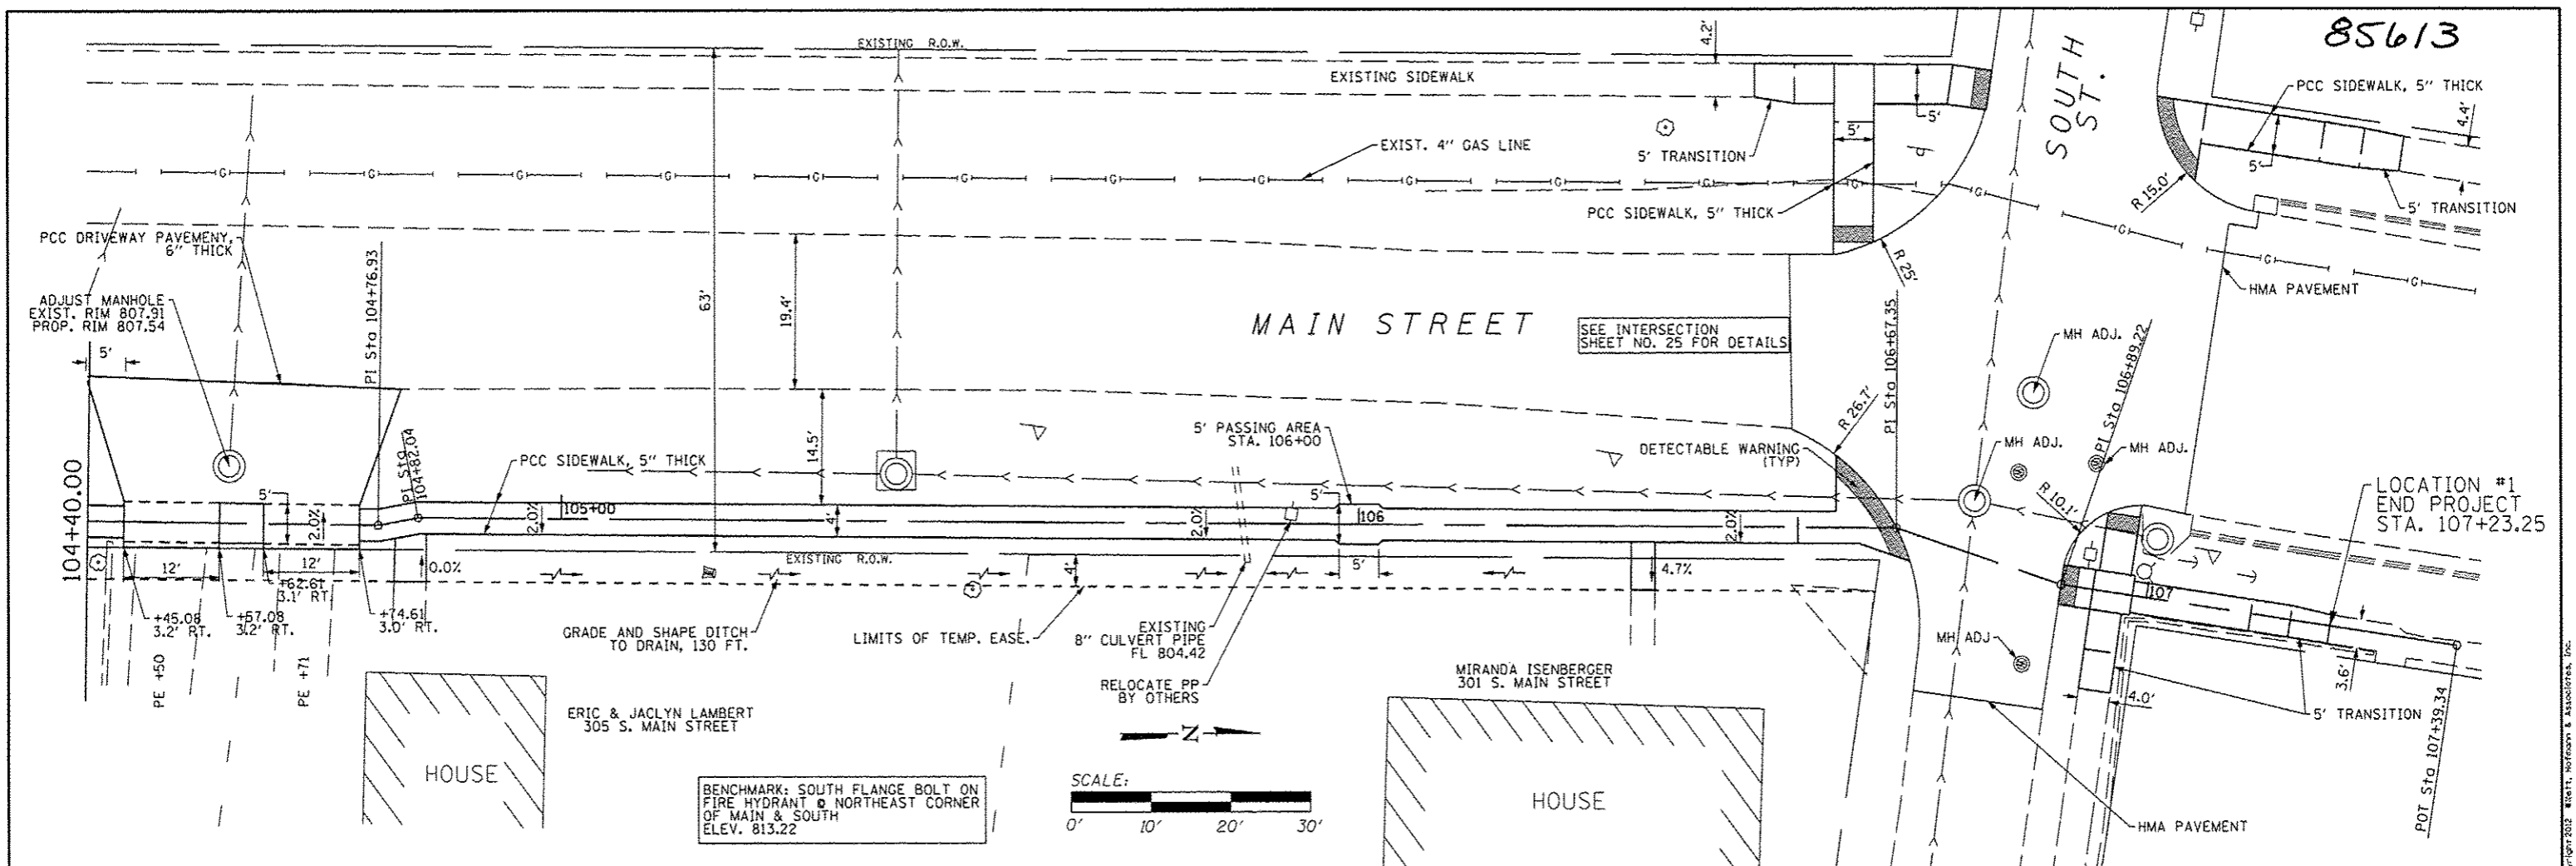 85613
EXISTING R.O.W.
4.2'
EXISTING SIDEWALK
SOUTH
ST.
PCC SIDEWALK, 5" THICK
4.4'
5'
5'
5'
EXIST. 4" GAS LINE
5' TRANSITION
PCC SIDEWALK, 5" THICK
R 15.0'
5' TRANSITION
G G G G G G G G G G G G G G G G
PCC DRIVEWAY PAVEMENY,
6" THICK
ADJUST MANHOLE
EXIST. RIM 807.91
PROP. RIM 807.54
5'
PI Sta 104+76.93
63'
19.4'
R 25'
HMA PAVEMENT
MAIN STREET
SEE INTERSECTION
SHEET NO. 25 FOR DETAILS
PI Sta 106+67.35
MH ADJ.
PI Sta 106+89.22
R 26.7'
14.5'
5' PASSING AREA
STA. 106+00
DETECTABLE WARNING
(TYP)
MH ADJ.
MH ADJ.
PI Sta
104+82.04
PCC SIDEWALK, 5" THICK
LOCATION #1
END PROJECT
STA. 107+23.25
R 10.1'
104+40.00
5'
2.0%
2.0%
105+00
4'
2.0%
5'
106
2.0%
107
EXISTING R.O.W.
12'
12'
0.0%
4'
5'
4.7%
+45.08
3.2' RT.
+57.08
3.2' RT.
+62.61
3.1' RT.
+74.61
3.0' RT.
PE +50
PE +71
GRADE AND SHAPE DITCH
TO DRAIN, 130 FT.
LIMITS OF TEMP. EASE.
EXISTING
8" CULVERT PIPE
FL 804.42
RELOCATE PP
BY OTHERS
MH ADJ
3.6'
4.0'
5' TRANSITION
POT Sta 107+39.34
MIRANDA ISENBERGER
301 S. MAIN STREET
ERIC & JACLYN LAMBERT
305 S. MAIN STREET
N
HOUSE
HOUSE
BENCHMARK: SOUTH FLANGE BOLT ON
FIRE HYDRANT @ NORTHEAST CORNER
OF MAIN & SOUTH
ELEV. 813.22
SCALE:
0' 10' 20' 30'
HMA PAVEMENT